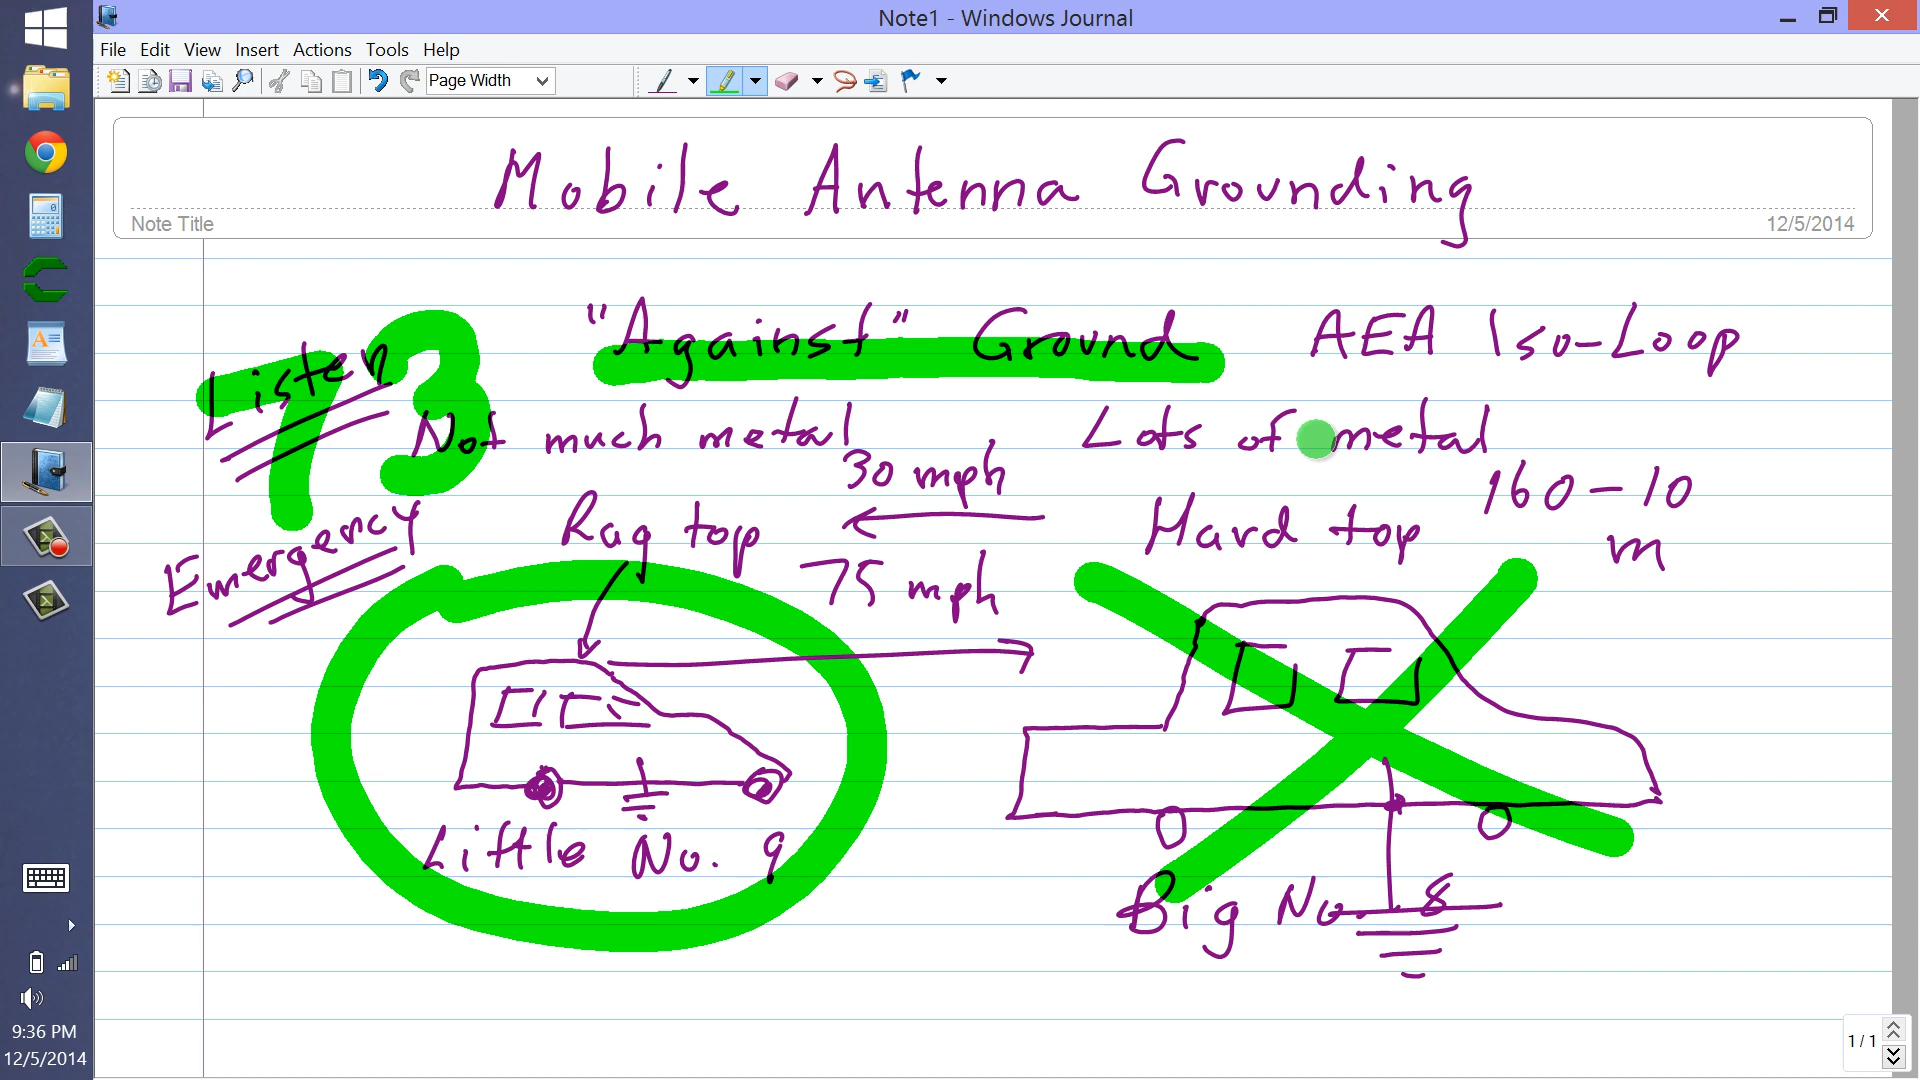 Note1 - Windows Journal
File Edit View Insert Actions Tools Help
Page Width
Mobile Antenna Grounding
Note Title
12/5/2014
"Against" Ground
AEA Iso-Loop
73
Listen
Not much metal
Lots of metal
30 mph
160-10
m
Rag top
Hard top
Emergency
75 mph
Little No. 9
Big No. 8
1 / 1
9:36 PM
12/5/2014